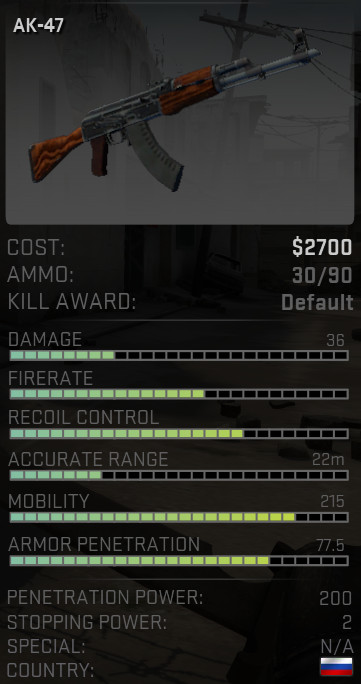 AK-47
COST: $2700
AMMO: 30/90
KILL AWARD: Default
DAMAGE 36
FIRERATE
RECOIL CONTROL
ACCURATE RANGE 22m
MOBILITY 215
ARMOR PENETRATION 77.5
PENETRATION POWER: 200
STOPPING POWER: 2
SPECIAL: N/A
COUNTRY: